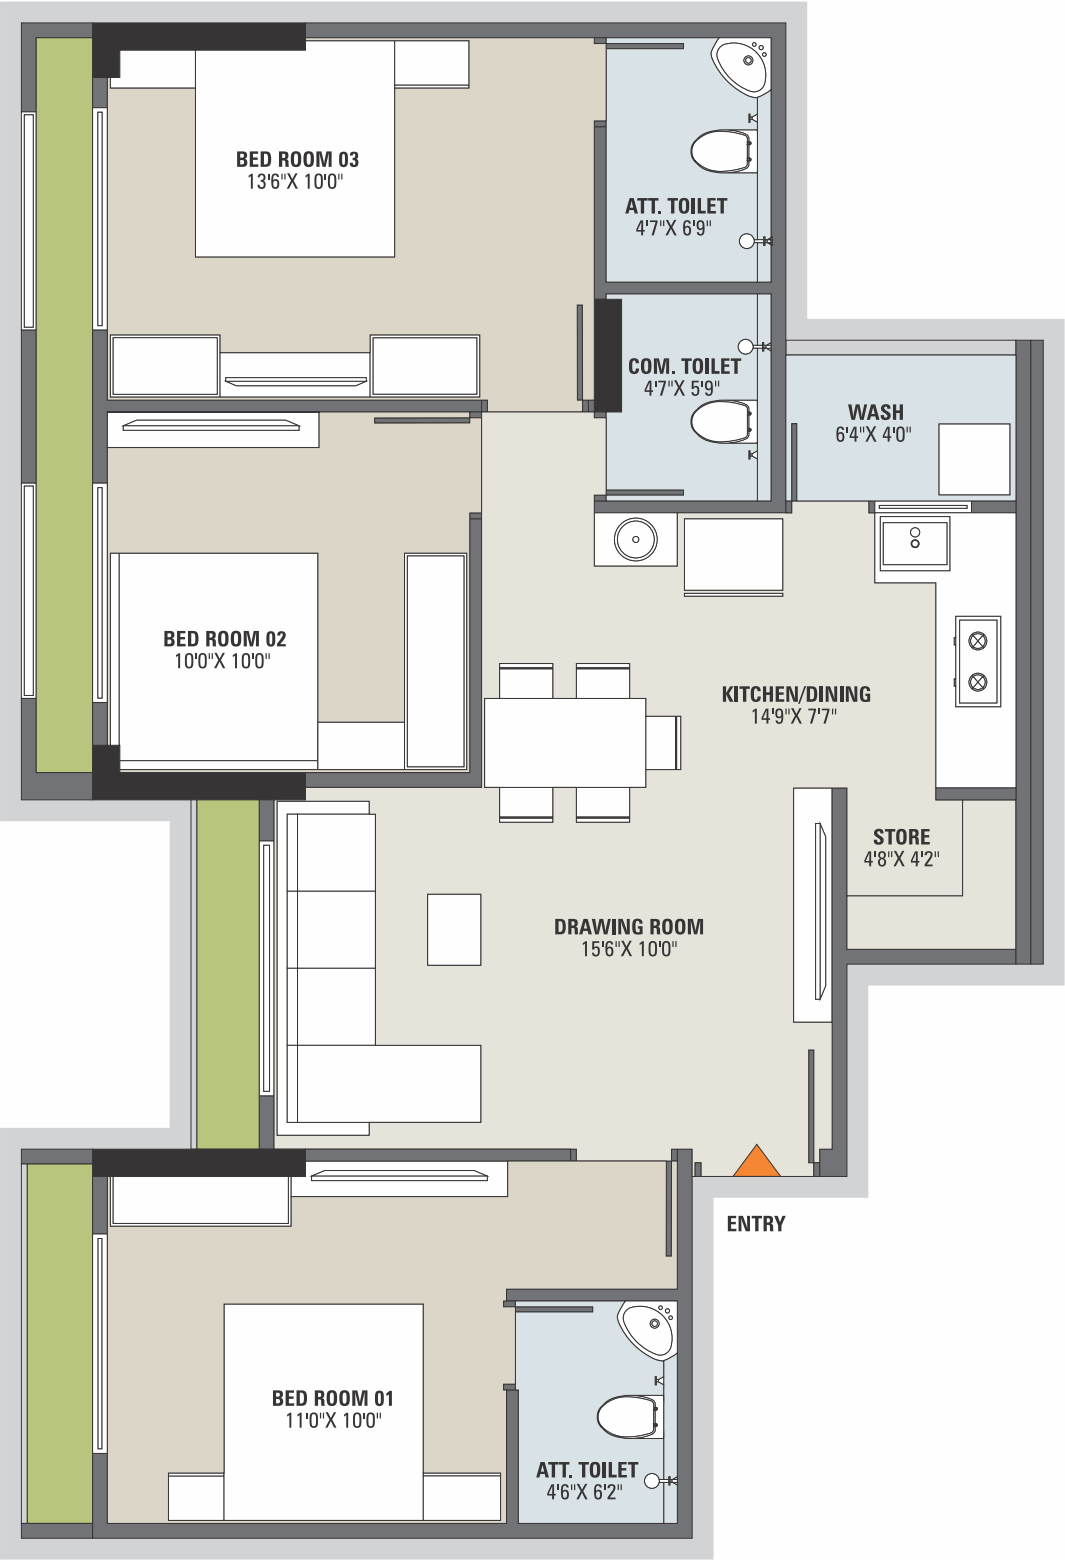 BED ROOM 03
13'6"X 10'0"
ATT. TOILET
4'7"X 6'9"
COM. TOILET
4'7"X 5'9"
WASH
6'4"X 4'0"
BED ROOM 02
10'0"X 10'0"
KITCHEN/DINING
14'9"X 7'7"
STORE
4'8"X 4'2"
DRAWING ROOM
15'6"X 10'0"
ENTRY
BED ROOM 01
11'0"X 10'0"
ATT. TOILET
4'6"X 6'2"